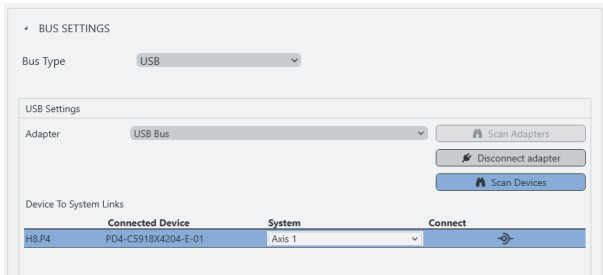 BUS SETTINGS
Bus Type USB
USB Settings
Adapter USB Bus Scan Adapters
Disconnect adapter
Scan Devices
Device To System Links
Connected Device System Connect
H8.P4 PD4-C5918X4204-E-01 Axis 1